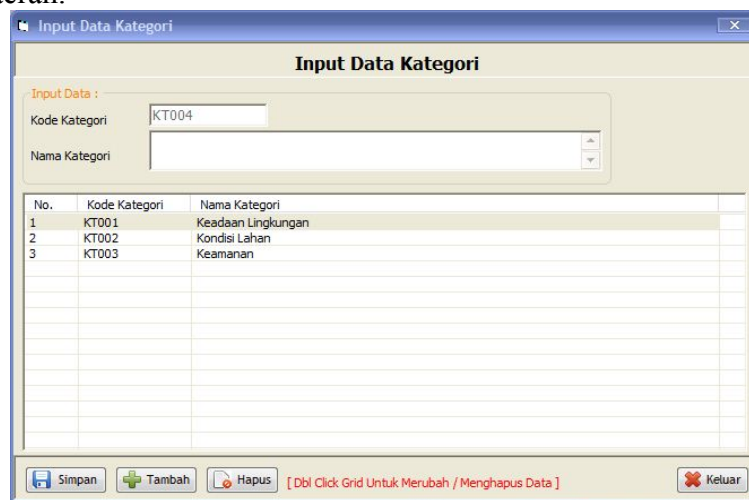 Input Data Kategori
Input Data Kategori
Input Data :
Kode Kategori KT004
Nama Kategori
No. Kode Kategori Nama Kategori
1 KT001 Keadaan Lingkungan
2 KT002 Kondisi Lahan
3 KT003 Keamanan
Simpan Tambah Hapus [ Dbl Click Grid Untuk Merubah / Menghapus Data ] Keluar